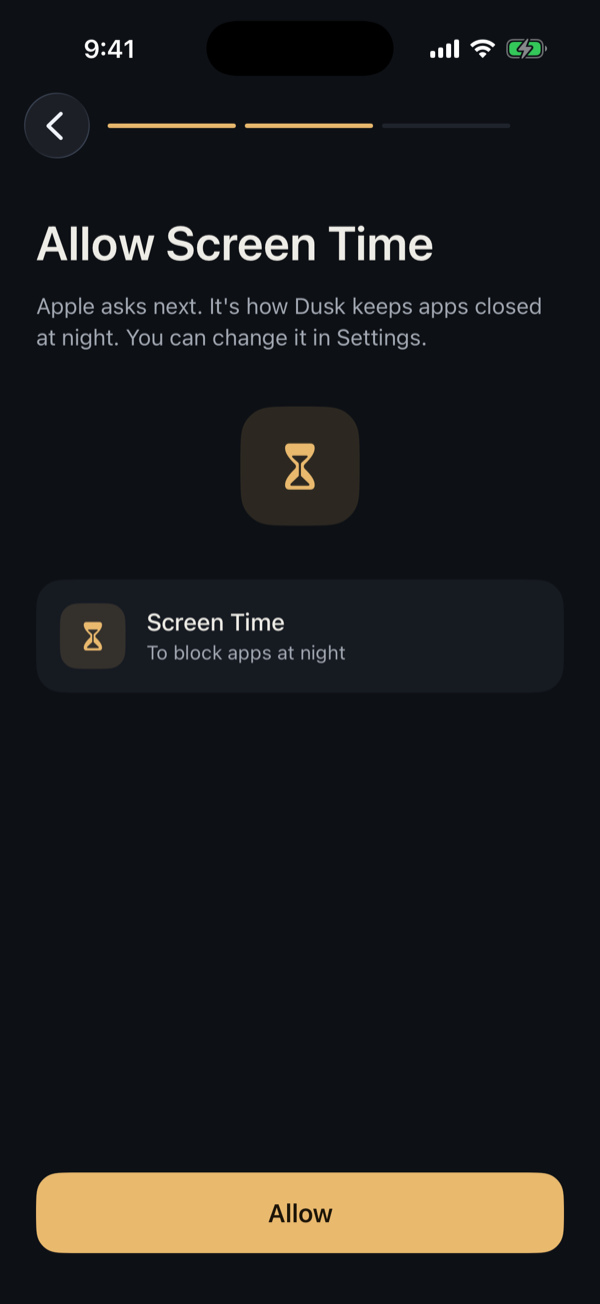 9:41
Allow Screen Time
Apple asks next. It's how Dusk keeps apps closed
at night. You can change it in Settings.
Screen Time
To block apps at night
Allow